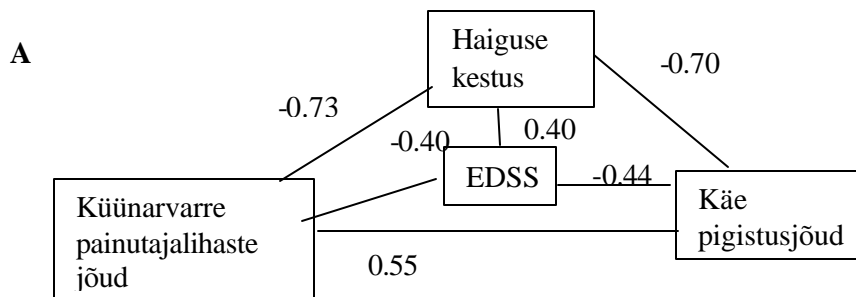 A
Haiguse
kestus
-0.70
-0.73
-0.40
0.40
EDSS
-0.44
Küünarvarre
painutajalihaste
jõud
Käe
pigistusjõud
0.55